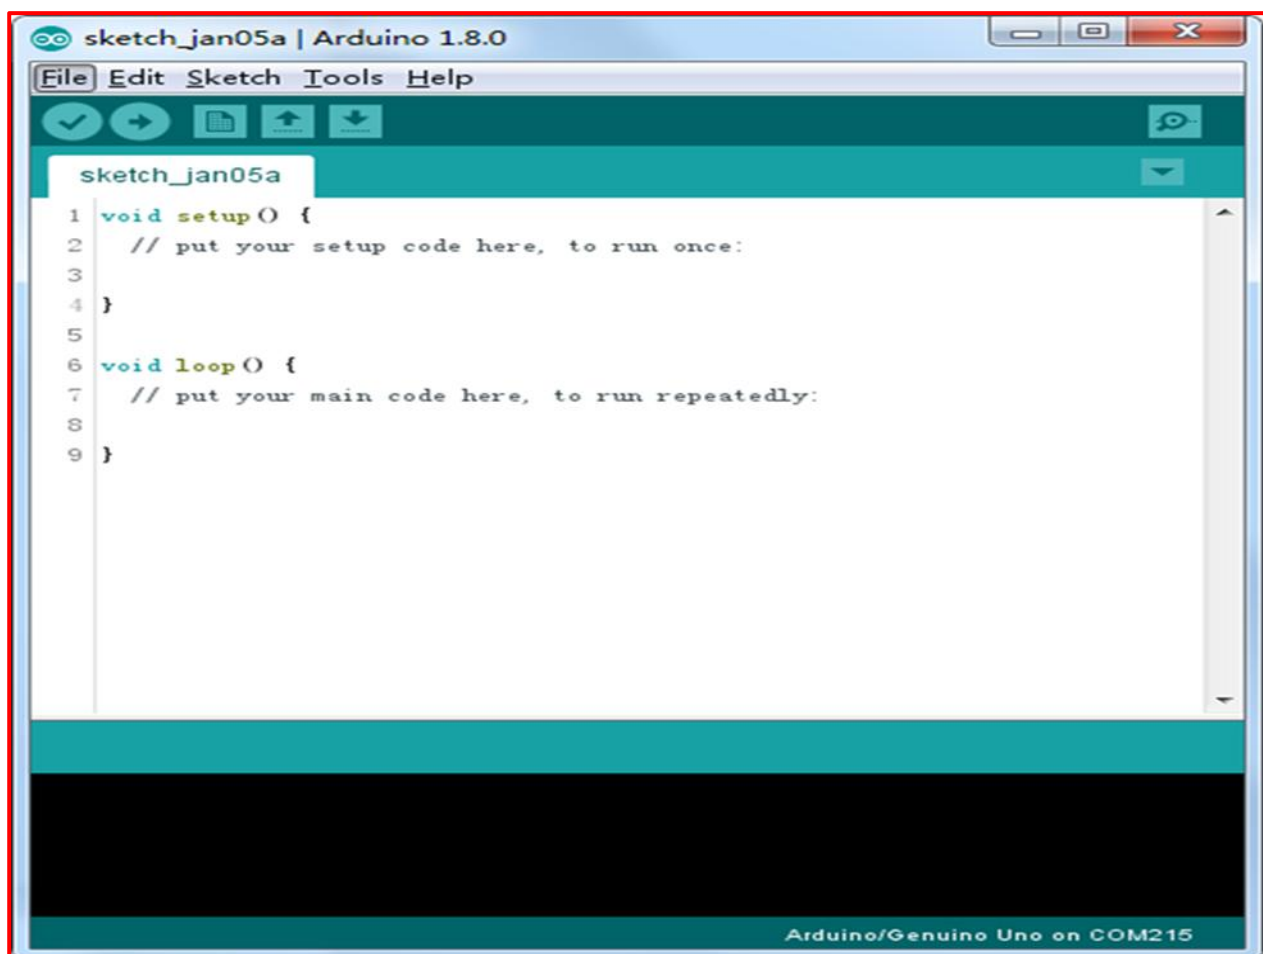 sketch_jan05a | Arduino 1.8.0
File Edit Sketch Tools Help
sketch_jan05a
1 void setup() {
2   // put your setup code here, to run once:
3
4 }
5
6 void loop() {
7   // put your main code here, to run repeatedly:
8
9 }
Arduino/Genuino Uno on COM215